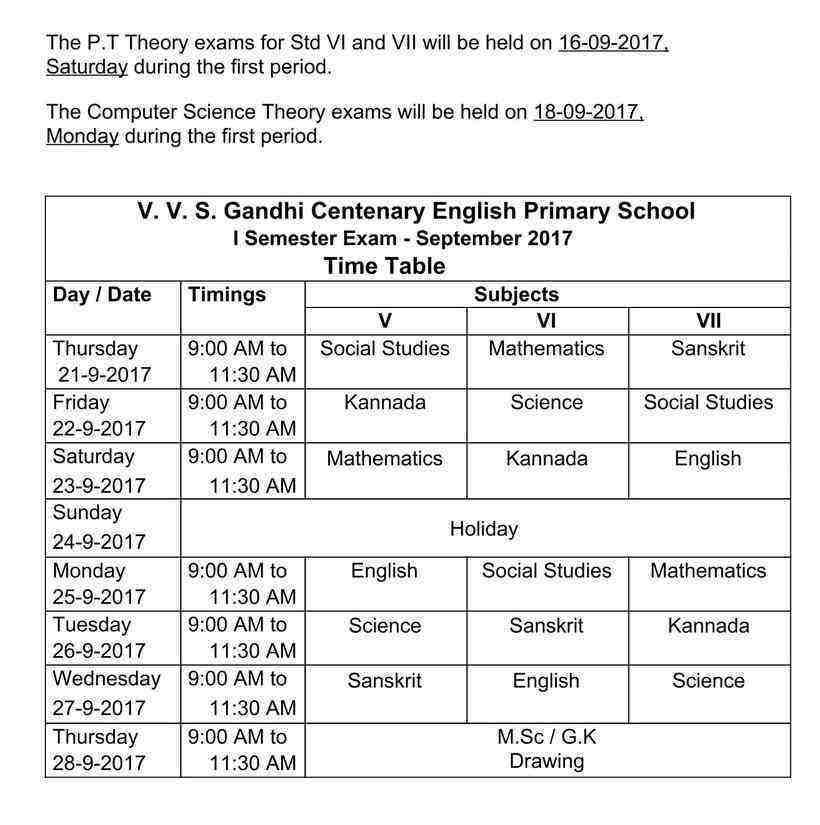 The P.T Theory exams for Std VI and VII will be held on 16-09-2017,
Saturday during the first period.
The Computer Science Theory exams will be held on 18-09-2017,
Monday during the first period.
V. V. S. Gandhi Centenary English Primary School
I Semester Exam - September 2017
Time Table
Day / Date Timings Subjects
V VI VII
Thursday 9:00 AM to Social Studies Mathematics Sanskrit
21-9-2017 11:30 AM
Friday 9:00 AM to Kannada Science Social Studies
22-9-2017 11:30 AM
Saturday 9:00 AM to Mathematics Kannada English
23-9-2017 11:30 AM
Sunday
Holiday
24-9-2017
Monday 9:00 AM to English Social Studies Mathematics
25-9-2017 11:30 AM
Tuesday 9:00 AM to Science Sanskrit Kannada
26-9-2017 11:30 AM
Wednesday 9:00 AM to Sanskrit English Science
27-9-2017 11:30 AM
Thursday 9:00 AM to M.Sc / G.K
28-9-2017 11:30 AM Drawing